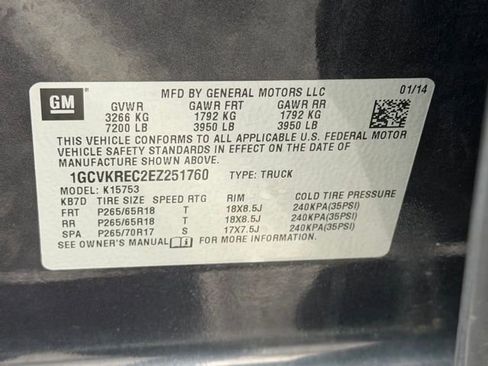 GM
MFD BY GENERAL MOTORS LLC 01/14
GVWR GAWR FRT GAWR RR
3266 KG 1792 KG 1792 KG
7200 LB 3950 LB 3950 LB
THIS VEHICLE CONFORMS TO ALL APPLICABLE U.S. FEDERAL MOTOR
VEHICLE SAFETY STANDARDS IN EFFECT ON THE DATE OF
MANUFACTURE SHOWN ABOVE.
1GCVKREC2EZ251760 TYPE: TRUCK
MODEL: K15753
KB7D TIRE SIZE SPEED RTG RIM COLD TIRE PRESSURE
FRT P265/65R18 T 18X8.5J 240KPA(35PSI)
RR P265/65R18 T 18X8.5J 240KPA(35PSI)
SPA P265/70R17 S 17X7.5J 240KPA(35PSI)
SEE OWNER'S MANUAL FOR MORE INFORMATION.